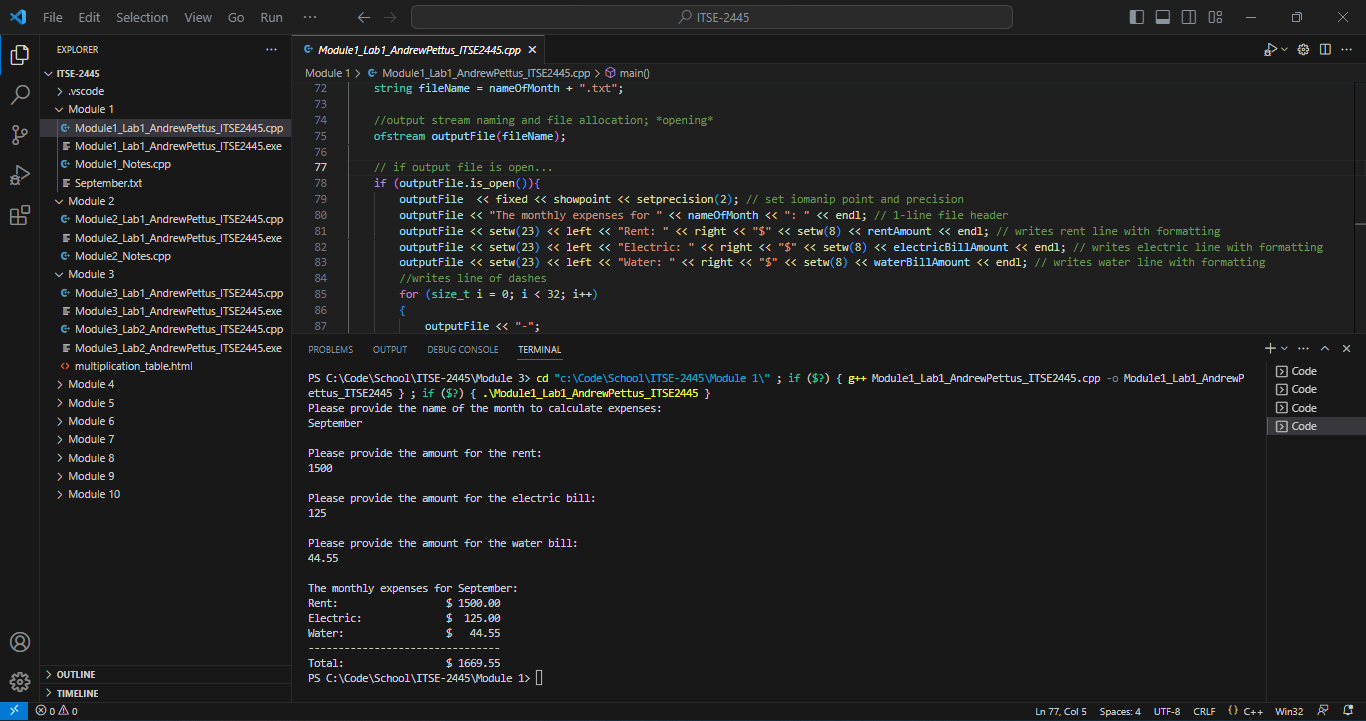 File Edit Selection View Go Run ··· ITSE-2445
EXPLORER ···
ITSE-2445
.vscode
Module 1
Module1_Lab1_AndrewPettus_ITSE2445.cpp
Module1_Lab1_AndrewPettus_ITSE2445.exe
Module1_Notes.cpp
September.txt
Module 2
Module2_Lab1_AndrewPettus_ITSE2445.cpp
Module2_Lab1_AndrewPettus_ITSE2445.exe
Module2_Notes.cpp
Module 3
Module3_Lab1_AndrewPettus_ITSE2445.cpp
Module3_Lab1_AndrewPettus_ITSE2445.exe
Module3_Lab2_AndrewPettus_ITSE2445.cpp
Module3_Lab2_AndrewPettus_ITSE2445.exe
multiplication_table.html
Module 4
Module 5
Module 6
Module 7
Module 8
Module 9
Module 10
OUTLINE
TIMELINE
Module1_Lab1_AndrewPettus_ITSE2445.cpp
Module 1 > Module1_Lab1_AndrewPettus_ITSE2445.cpp > main()
72 string fileName = nameOfMonth + ".txt";
73
74 //output stream naming and file allocation; *opening*
75 ofstream outputFile(fileName);
76
77 // if output file is open...
78 if (outputFile.is_open()){
79 outputFile  << fixed << showpoint << setprecision(2); // set iomanip point and precision
80 outputFile << "The monthly expenses for " << nameOfMonth << ": " << endl; // 1-line file header
81 outputFile << setw(23) << left << "Rent: " << right << "$" << setw(8) << rentAmount << endl; // writes rent line with formatting
82 outputFile << setw(23) << left << "Electric: " << right << "$" << setw(8) << electricBillAmount << endl; // writes electric line with formatting
83 outputFile << setw(23) << left << "Water: " << right << "$" << setw(8) << waterBillAmount << endl; // writes water line with formatting
84 //writes line of dashes
85 for (size_t i = 0; i < 32; i++)
86 {
87 outputFile << "-";
PROBLEMS OUTPUT DEBUG CONSOLE TERMINAL
PS C:\Code\School\ITSE-2445\Module 3> cd "c:\Code\School\ITSE-2445\Module 1\" ; if ($?) { g++ Module1_Lab1_AndrewPettus_ITSE2445.cpp -o Module1_Lab1_AndrewP
ettus_ITSE2445 } ; if ($?) { .\Module1_Lab1_AndrewPettus_ITSE2445 }
Please provide the name of the month to calculate expenses:
September
Please provide the amount for the rent:
1500
Please provide the amount for the electric bill:
125
Please provide the amount for the water bill:
44.55
The monthly expenses for September:
Rent: $ 1500.00
Electric: $ 125.00
Water: $ 44.55
--------------------------------
Total: $ 1669.55
PS C:\Code\School\ITSE-2445\Module 1>
Code
Code
Code
Code
0 0 Ln 77, Col 5 Spaces: 4 UTF-8 CRLF {} C++ Win32